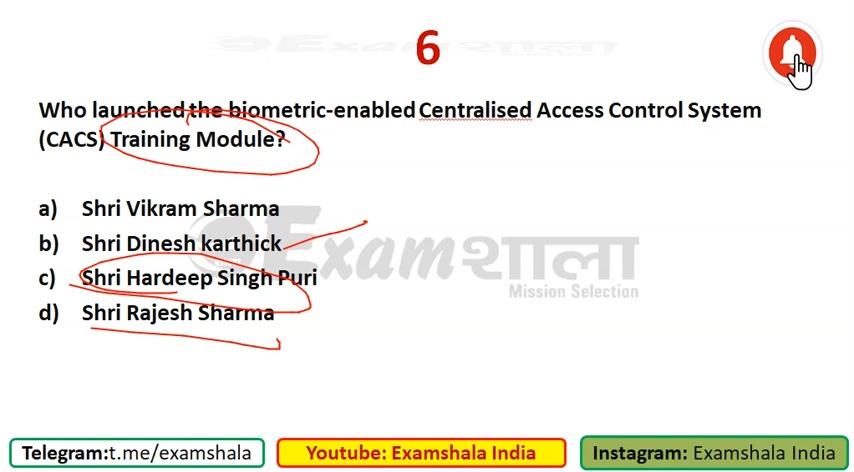 Examशाला
6
Who launched the biometric-enabled Centralised Access Control System
(CACS) Training Module?
a) Shri Vikram Sharma
b) Shri Dinesh karthick
c) Shri Hardeep Singh Puri
d) Shri Rajesh Sharma
Examशाला
Mission Selection
Telegram:t.me/examshala
Youtube: Examshala India
Instagram: Examshala India